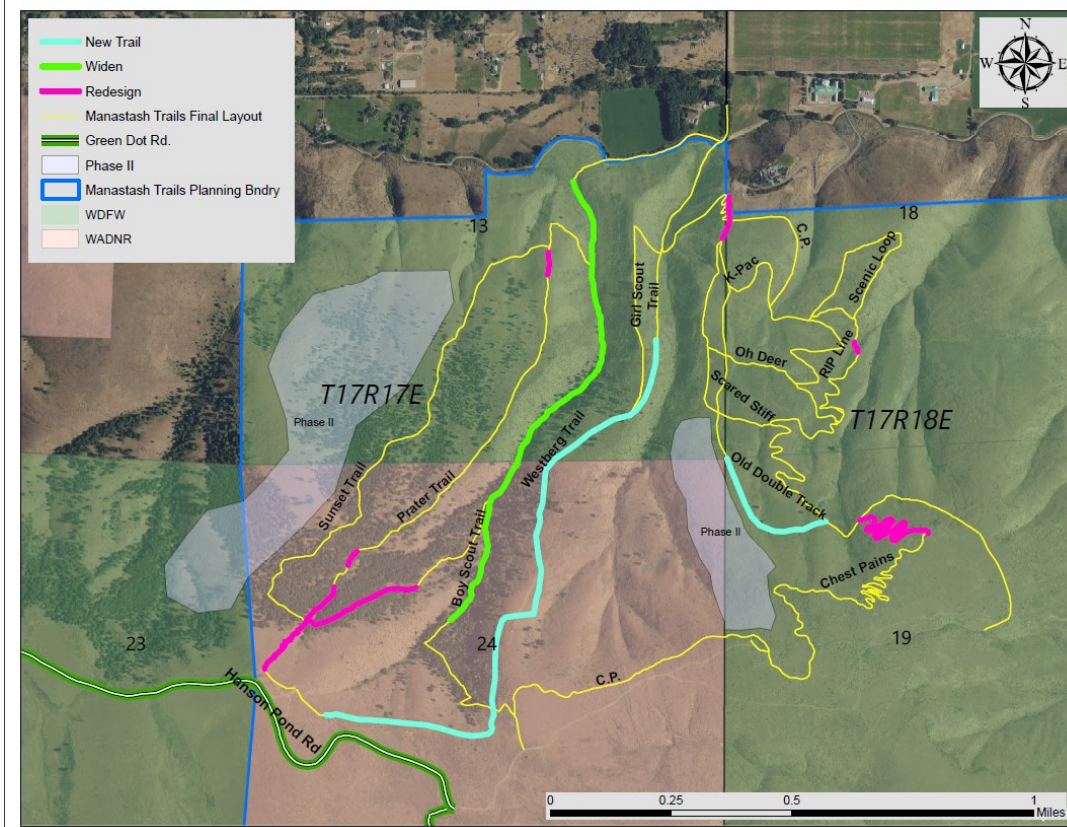 New Trail
Widen
Redesign
Manastash Trails Final Layout
Green Dot Rd.
Phase II
Manastash Trails Planning Bndry
WDFW
WADNR
N
W
E
S
13
18
C.P.
K-Pac
Scenic Loop
Girl Scout
Trail
Oh Deer
RIP Line
T17R17E
Scared Stiff
T17R18E
Phase II
Westberg Trail
Old Double Track
Sunset Trail
Prater Trail
Phase II
Boy Scout Trail
Chest Pains
23
24
19
C.P.
Hanson Pond Rd
0 0.25 0.5 1
Miles